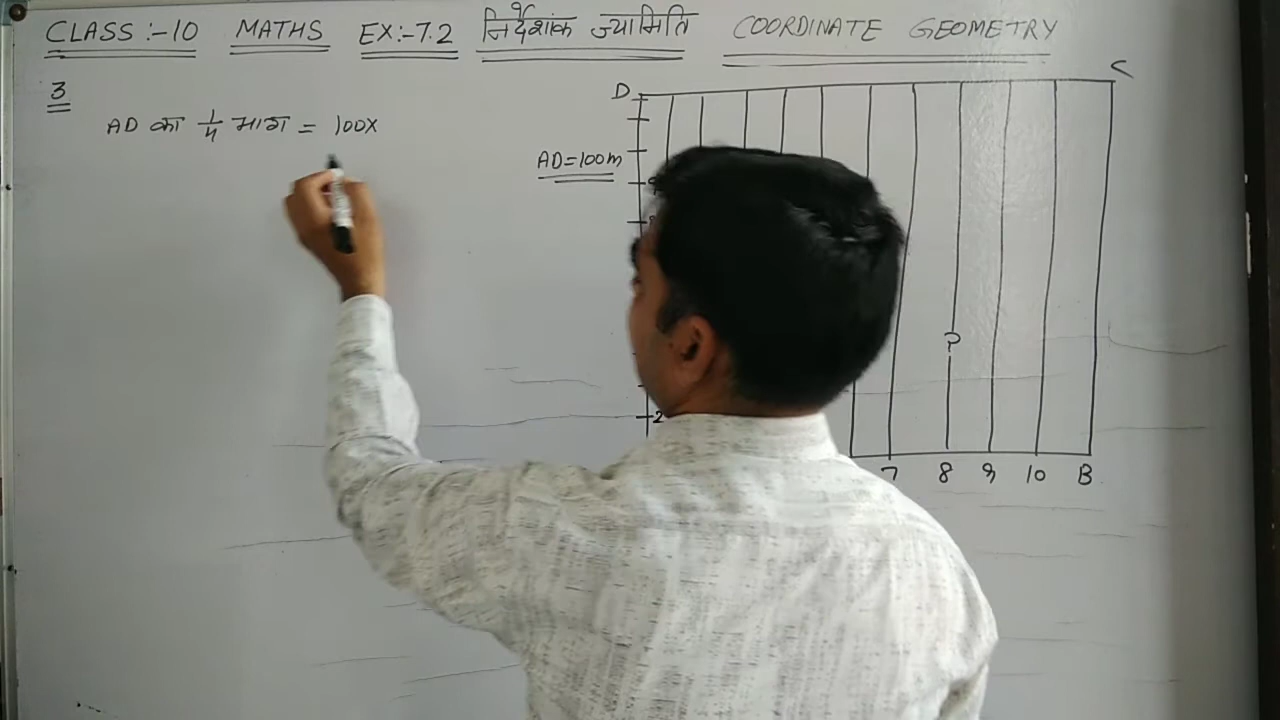 CLASS :- 10 MATHS EX:- 7.2 निर्देशांक ज्यामिति COORDINATE GEOMETRY
3
AD का 1/4 भाग = 100x
D C
AD=100m
P
2
7 8 9 10 B